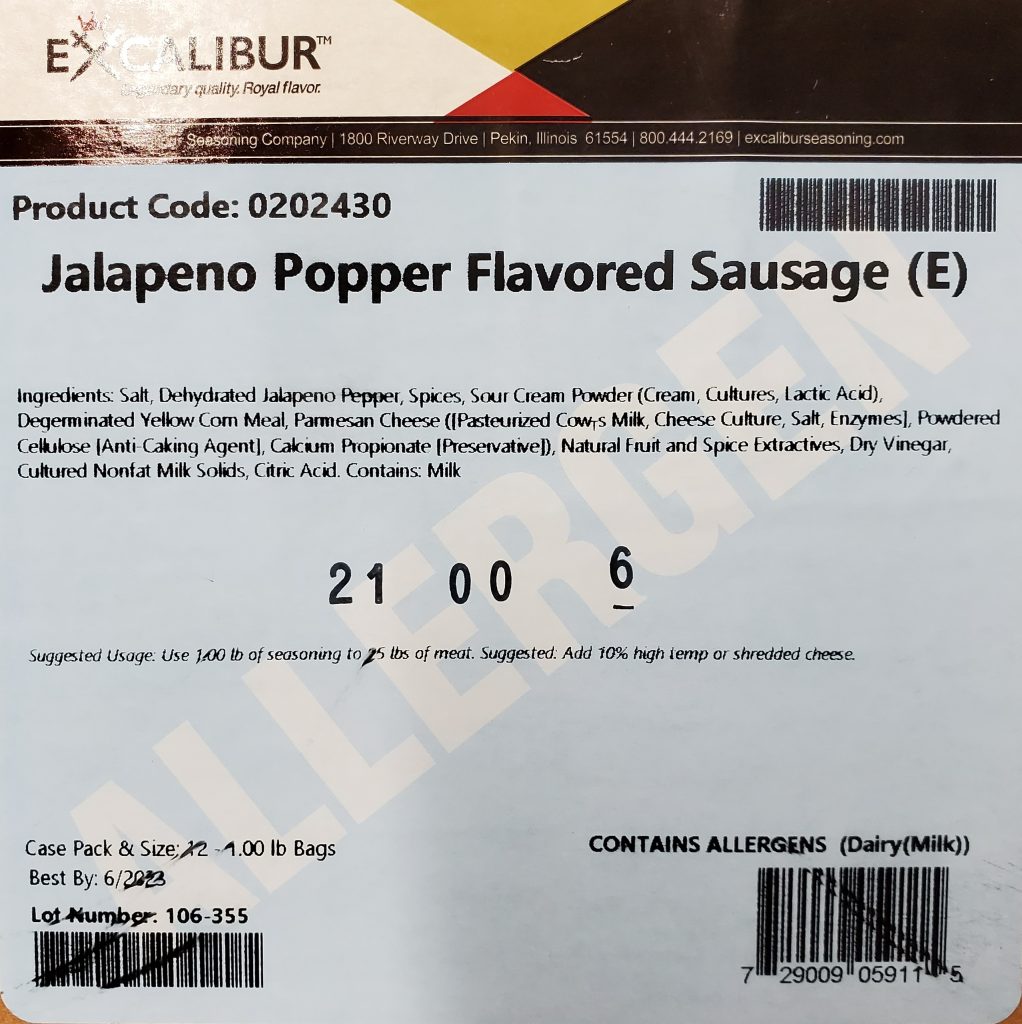 EXCALIBUR™
Legendary quality. Royal flavor.
Excalibur Seasoning Company | 1800 Riverway Drive | Pekin, Illinois 61554 | 800.444.2169 | excaliburseasoning.com
Product Code: 0202430
Jalapeno Popper Flavored Sausage (E)
Ingredients: Salt, Dehydrated Jalapeno Pepper, Spices, Sour Cream Powder (Cream, Cultures, Lactic Acid),
Degerminated Yellow Corn Meal, Parmesan Cheese ([Pasteurized Cow,s Milk, Cheese Culture, Salt, Enzymes], Powdered
Cellulose [Anti-Caking Agent], Calcium Propionate [Preservative]), Natural Fruit and Spice Extractives, Dry Vinegar,
Cultured Nonfat Milk Solids, Citric Acid. Contains: Milk
ALLERGEN
21 00 6
Suggested Usage: Use 1.00 lb of seasoning to 25 lbs of meat. Suggested: Add 10% high temp or shredded cheese.
Case Pack & Size: 12 - 1.00 lb Bags
CONTAINS ALLERGENS (Dairy(Milk))
Best By: 6/2023
Lot Number: 106-355
7 29009 05911 5